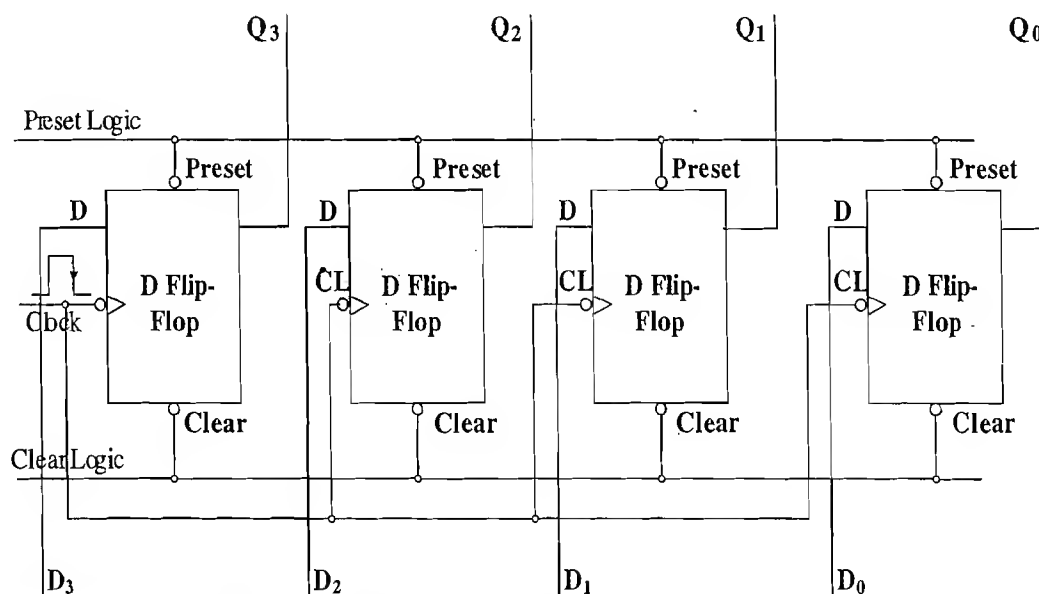 Q3 Q2 Q1 Q0
Preset Logic
Preset Preset Preset Preset
D D D D
CL CL CL
D Flip-
Flop
D Flip-
Flop
D Flip-
Flop
D Flip-
Flop
Clock
Clear Clear Clear Clear
Clear Logic
D3 D2 D1 D0